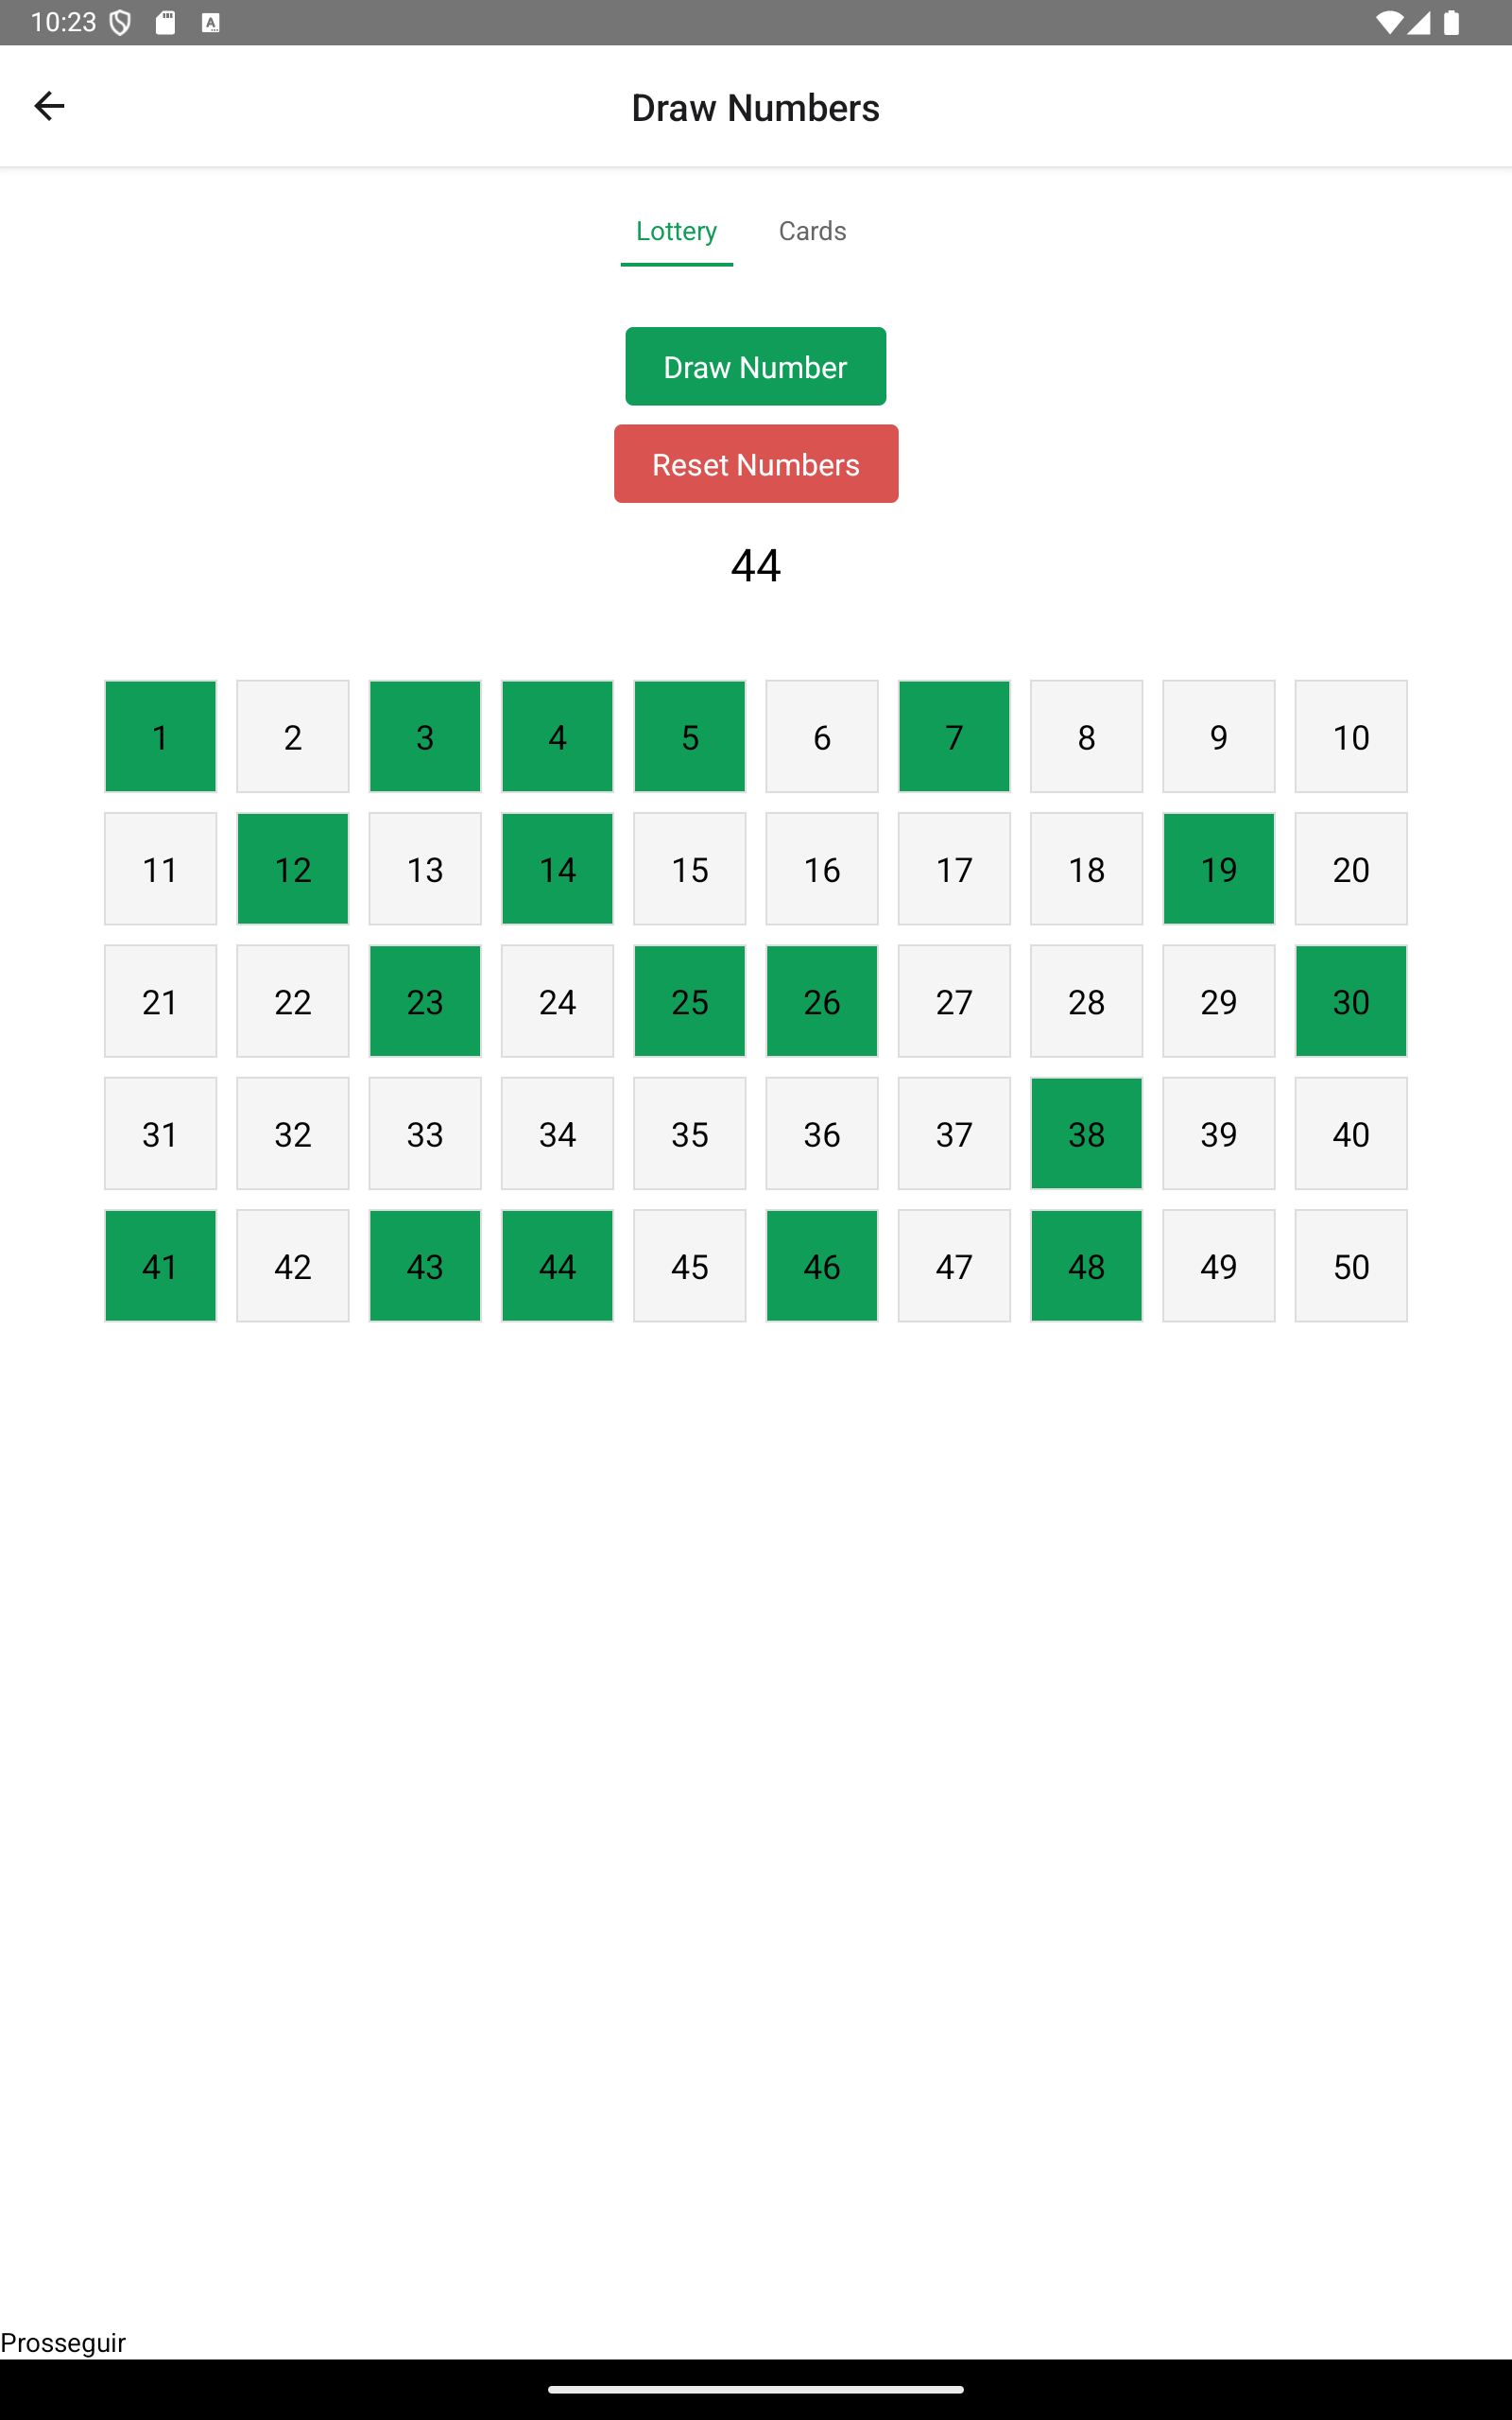 10:23
Draw Numbers
Lottery Cards
Draw Number
Reset Numbers
44
1 2 3 4 5 6 7 8 9 10
11 12 13 14 15 16 17 18 19 20
21 22 23 24 25 26 27 28 29 30
31 32 33 34 35 36 37 38 39 40
41 42 43 44 45 46 47 48 49 50
Prosseguir